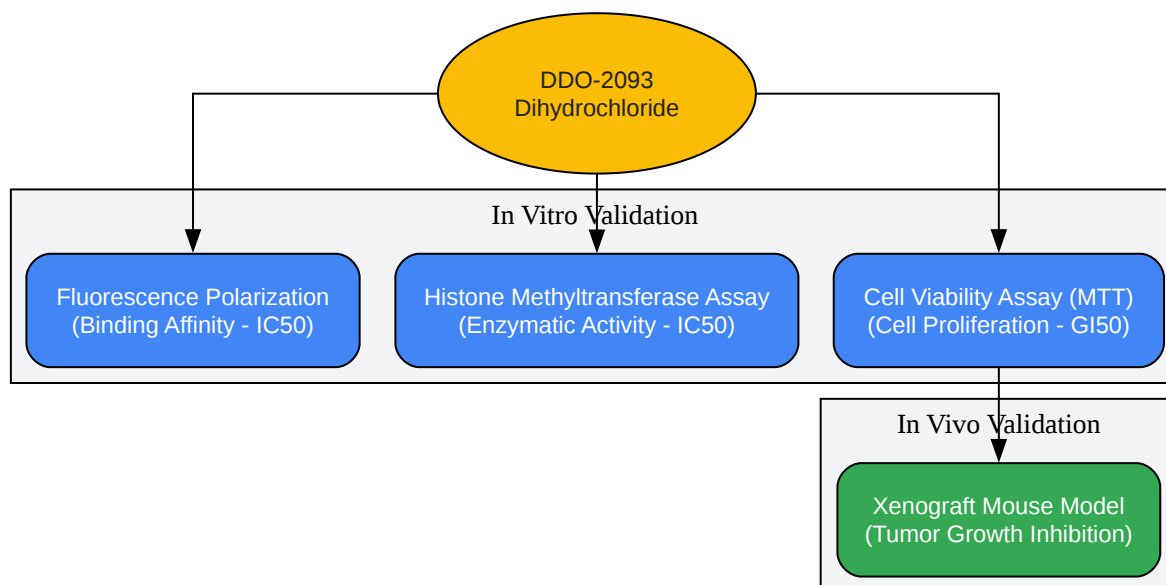 DDO-2093
Dihydrochloride
In Vitro Validation
Fluorescence Polarization
(Binding Affinity - IC50)
Histone Methyltransferase Assay
(Enzymatic Activity - IC50)
Cell Viability Assay (MTT)
(Cell Proliferation - GI50)
In Vivo Validation
Xenograft Mouse Model
(Tumor Growth Inhibition)